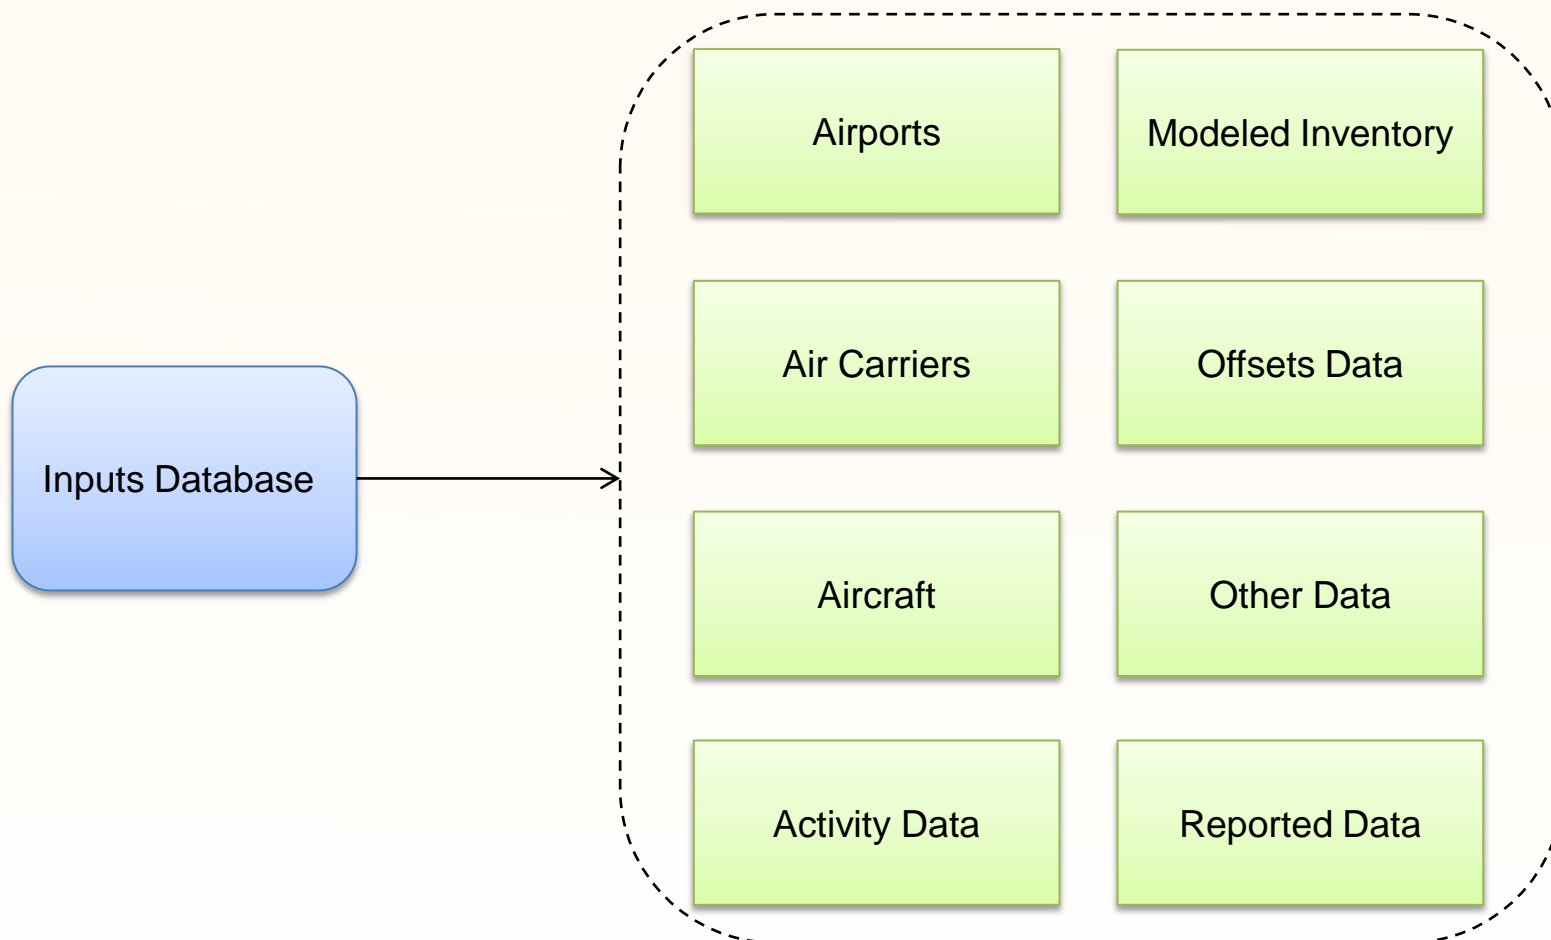 Airports
Modeled Inventory
Air Carriers
Offsets Data
Inputs Database
Aircraft
Other Data
Activity Data
Reported Data